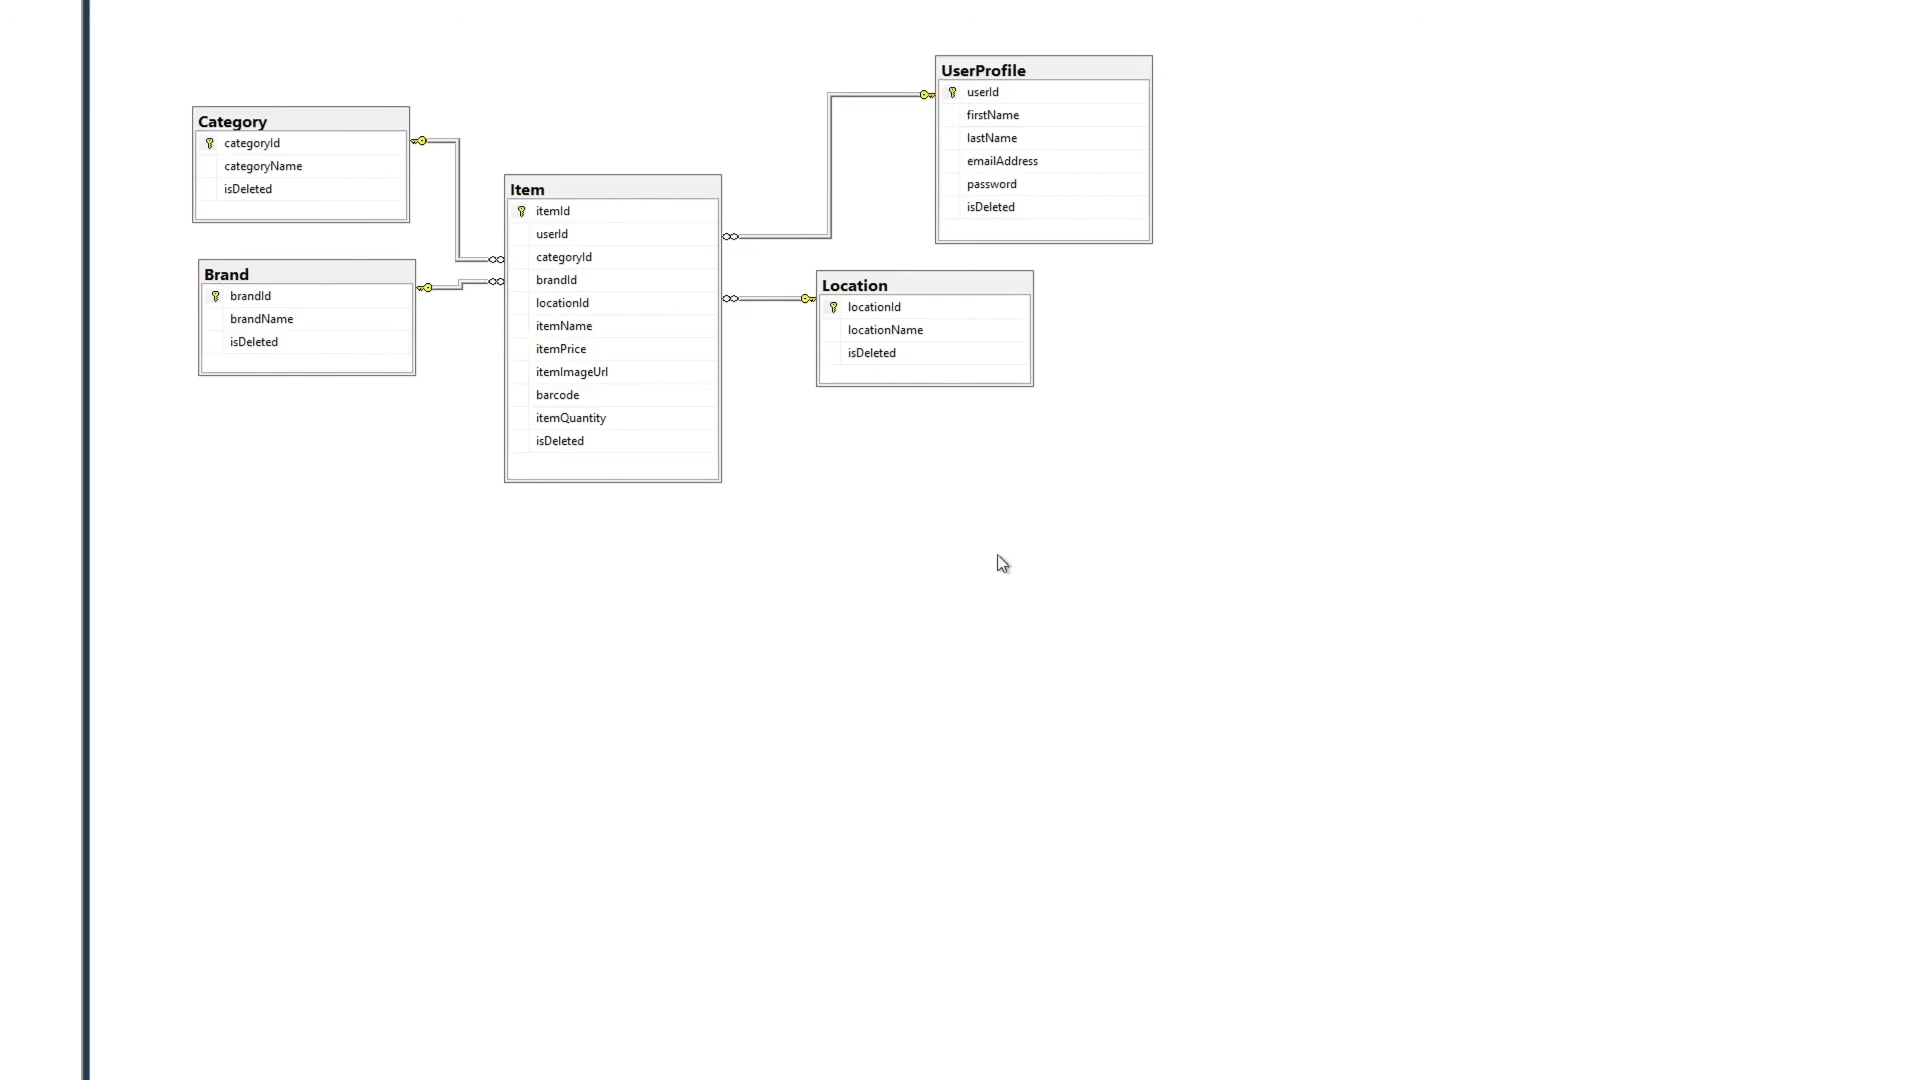 Category
categoryId
categoryName
isDeleted
Brand
brandId
brandName
isDeleted
Item
itemId
userId
categoryId
brandId
locationId
itemName
itemPrice
itemImageUrl
barcode
itemQuantity
isDeleted
UserProfile
userId
firstName
lastName
emailAddress
password
isDeleted
Location
locationId
locationName
isDeleted